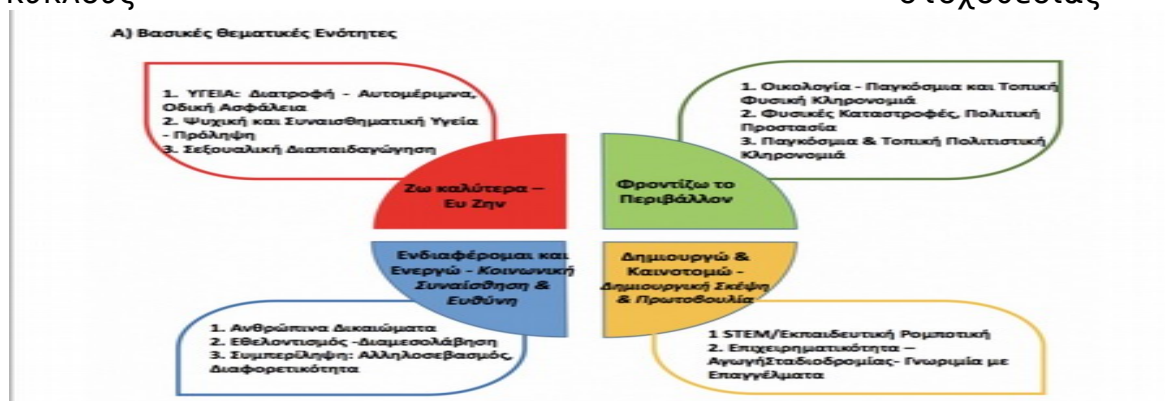 Α) Βασικές Θεματικές Ενότητες
1. ΥΓΕΙΑ: Διατροφή - Αυτομέριμνα,
Οδική Ασφάλεια
2. Ψυχική και Συναισθηματική Υγεία
- Πρόληψη
3. Σεξουαλική Διαπαιδαγώγηση
Ζω καλύτερα –
Ευ Ζην
1. Οικολογία - Παγκόσμια και Τοπική
Φυσική Κληρονομιά
2. Φυσικές Καταστροφές, Πολιτική
Προστασία
3. Παγκόσμια & Τοπική Πολιτιστική
Κληρονομιά
Φροντίζω το
Περιβάλλον
Ενδιαφέρομαι και
Ενεργώ - Κοινωνική
Συναίσθηση &
Ευθύνη
1. Ανθρώπινα Δικαιώματα
2. Εθελοντισμός -Διαμεσολάβηση
3. Συμπερίληψη: Αλληλοσεβασμός,
Διαφορετικότητα
Δημιουργώ &
Καινοτομώ -
Δημιουργική Σκέψη
& Πρωτοβουλία
1 STEM/Εκπαιδευτική Ρομποτική
2. Επιχειρηματικότητα –
ΑγωγήΣταδιοδρομίας- Γνωριμία με
Επαγγέλματα